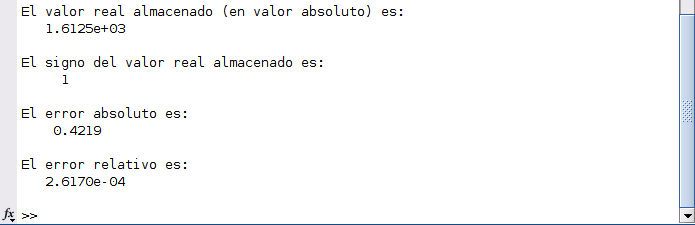 El valor real almacenado (en valor absoluto) es:
1.6125e+03
El signo del valor real almacenado es:
1
El error absoluto es:
0.4219
El error relativo es:
2.6170e-04
fx >>